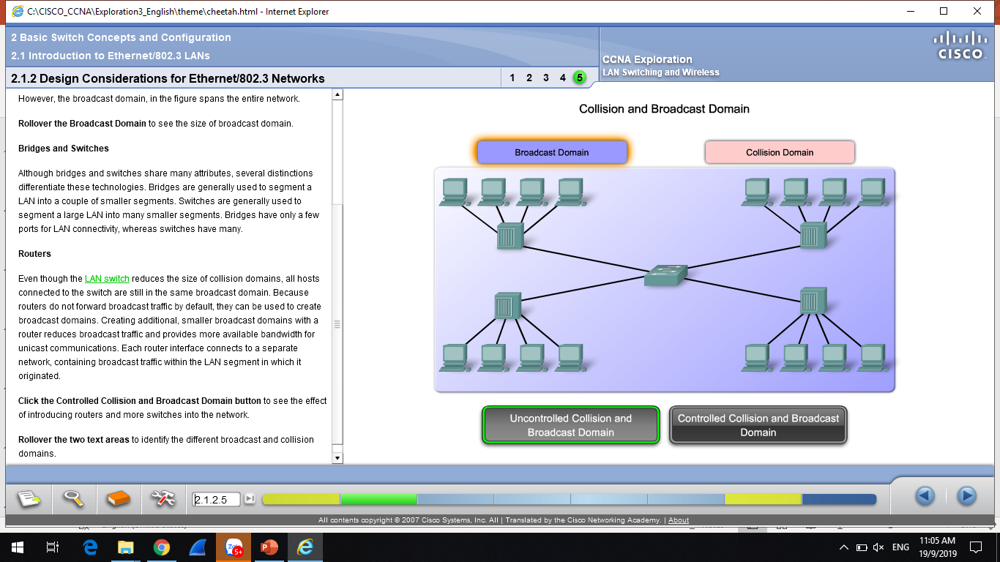 C:\CISCO_CCNA\Exploration3_English\theme\cheetah.html - Internet Explorer
2 Basic Switch Concepts and Configuration
2.1 Introduction to Ethernet/802.3 LANs
CCNA Exploration
LAN Switching and Wireless
CISCO
2.1.2 Design Considerations for Ethernet/802.3 Networks
1 2 3 4 5
However, the broadcast domain, in the figure spans the entire network.
Rollover the Broadcast Domain to see the size of broadcast domain.
Bridges and Switches
Although bridges and switches share many attributes, several distinctions
differentiate these technologies. Bridges are generally used to segment a
LAN into a couple of smaller segments. Switches are generally used to
segment a large LAN into many smaller segments. Bridges have only a few
ports for LAN connectivity, whereas switches have many.
Routers
Even though the LAN switch reduces the size of collision domains, all hosts
connected to the switch are still in the same broadcast domain. Because
routers do not forward broadcast traffic by default, they can be used to create
broadcast domains. Creating additional, smaller broadcast domains with a
router reduces broadcast traffic and provides more available bandwidth for
unicast communications. Each router interface connects to a separate
network, containing broadcast traffic within the LAN segment in which it
originated.
Click the Controlled Collision and Broadcast Domain button to see the effect
of introducing routers and more switches into the network.
Rollover the two text areas to identify the different broadcast and collision
domains.
Collision and Broadcast Domain
Broadcast Domain
Collision Domain
Uncontrolled Collision and
Broadcast Domain
Controlled Collision and Broadcast
Domain
2.1.2.5
All contents copyright © 2007 Cisco Systems, Inc. All | Translated by the Cisco Networking Academy. | About
5+
ENG
11:05 AM
19/9/2019